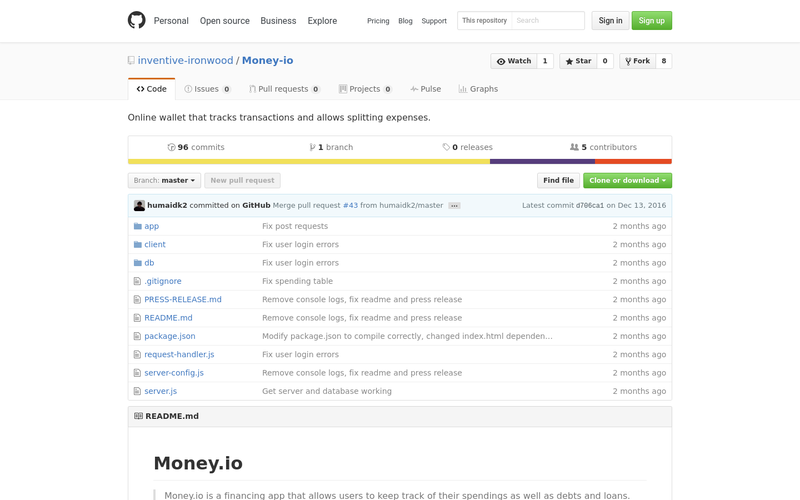 Personal Open source Business Explore Pricing Blog Support This repository Search Sign in Sign up
inventive-ironwood / Money-io Watch 1 Star 0 Fork 8
Code Issues 0 Pull requests 0 Projects 0 Pulse Graphs
Online wallet that tracks transactions and allows splitting expenses.
96 commits 1 branch 0 releases 5 contributors
Branch: master New pull request Find file Clone or download
humaidk2 committed on GitHub Merge pull request #43 from humaidk2/master ... Latest commit d706ca1 on Dec 13, 2016
app Fix post requests 2 months ago
client Fix user login errors 2 months ago
db Fix user login errors 2 months ago
.gitignore Fix spending table 2 months ago
PRESS-RELEASE.md Remove console logs, fix readme and press release 2 months ago
README.md Remove console logs, fix readme and press release 2 months ago
package.json Modify package.json to compile correctly, changed index.html dependen... 2 months ago
request-handler.js Fix user login errors 2 months ago
server-config.js Remove console logs, fix readme and press release 2 months ago
server.js Get server and database working 2 months ago
README.md
Money.io
Money.io is a financing app that allows users to keep track of their spendings as well as debts and loans.